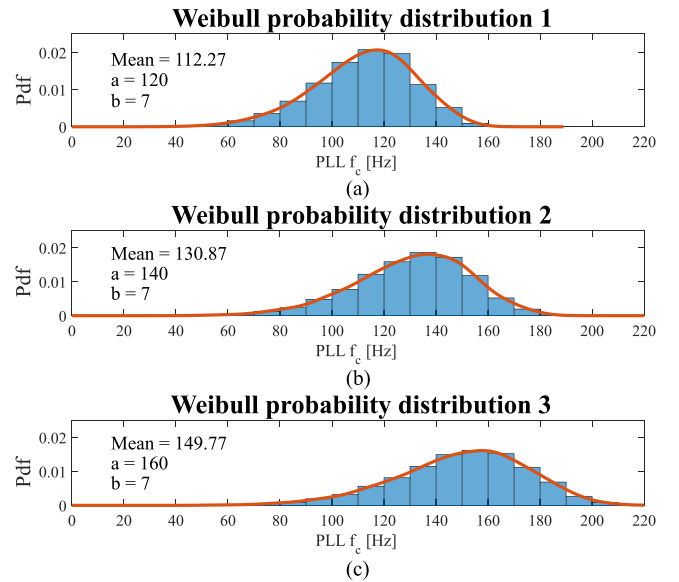 Weibull probability distribution 1
Pdf
0.02
0.01
0
Mean = 112.27
a = 120
b = 7
0 20 40 60 80 100 120 140 160 180 200 220
PLL f_c [Hz]
(a)
Weibull probability distribution 2
Pdf
0.02
0.01
0
Mean = 130.87
a = 140
b = 7
0 20 40 60 80 100 120 140 160 180 200 220
PLL f_c [Hz]
(b)
Weibull probability distribution 3
Pdf
0.02
0.01
0
Mean = 149.77
a = 160
b = 7
0 20 40 60 80 100 120 140 160 180 200 220
PLL f_c [Hz]
(c)